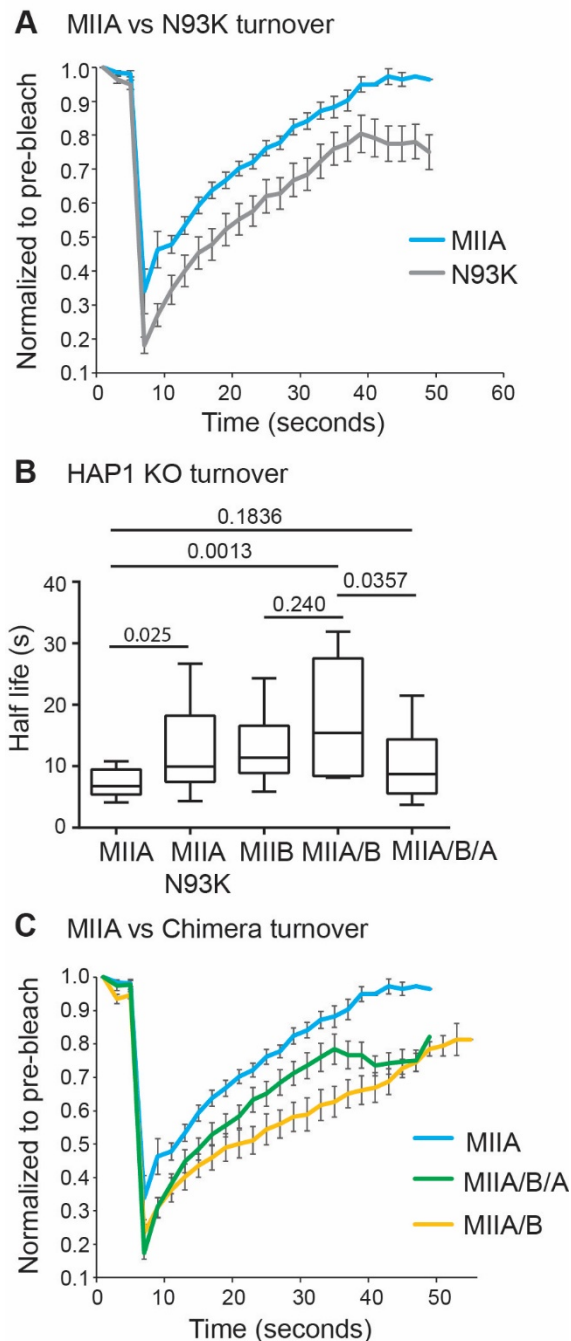 A MIIA vs N93K turnover
Normalized to pre-bleach
1.0
0.9
0.8
0.7
0.6
0.5
0.4
0.3
0.2
0.1
MIIA
N93K
0 10 20 30 40 50 60
Time (seconds)
B HAP1 KO turnover
0.1836
0.0013
0.0357
0.240
0.025
Half life (s)
40
30
20
10
0
MIIA MIIA MIIB MIIA/B MIIA/B/A
N93K
C MIIA vs Chimera turnover
Normalized to pre-bleach
1.0
0.9
0.8
0.7
0.6
0.5
0.4
0.3
0.2
0.1
MIIA
MIIA/B/A
MIIA/B
0 10 20 30 40 50
Time (seconds)